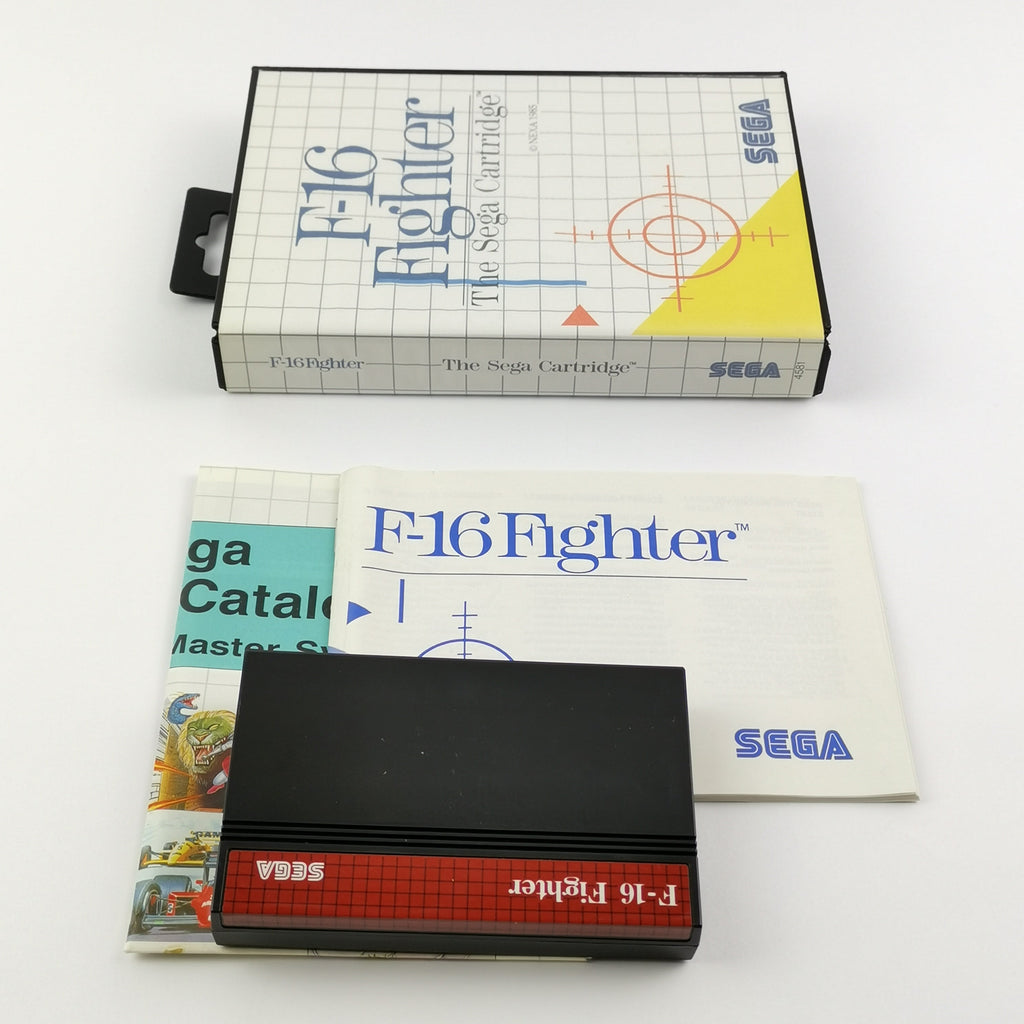 F-16
Fighter
The Sega Cartridge™
© NEXA 1985
SEGA
F-16 Fighter
The Sega Cartridge™
SEGA
4581
ga
Catal
Master Sy
F-16 Fighter™
SEGA
SEGA
F-16 Fighter